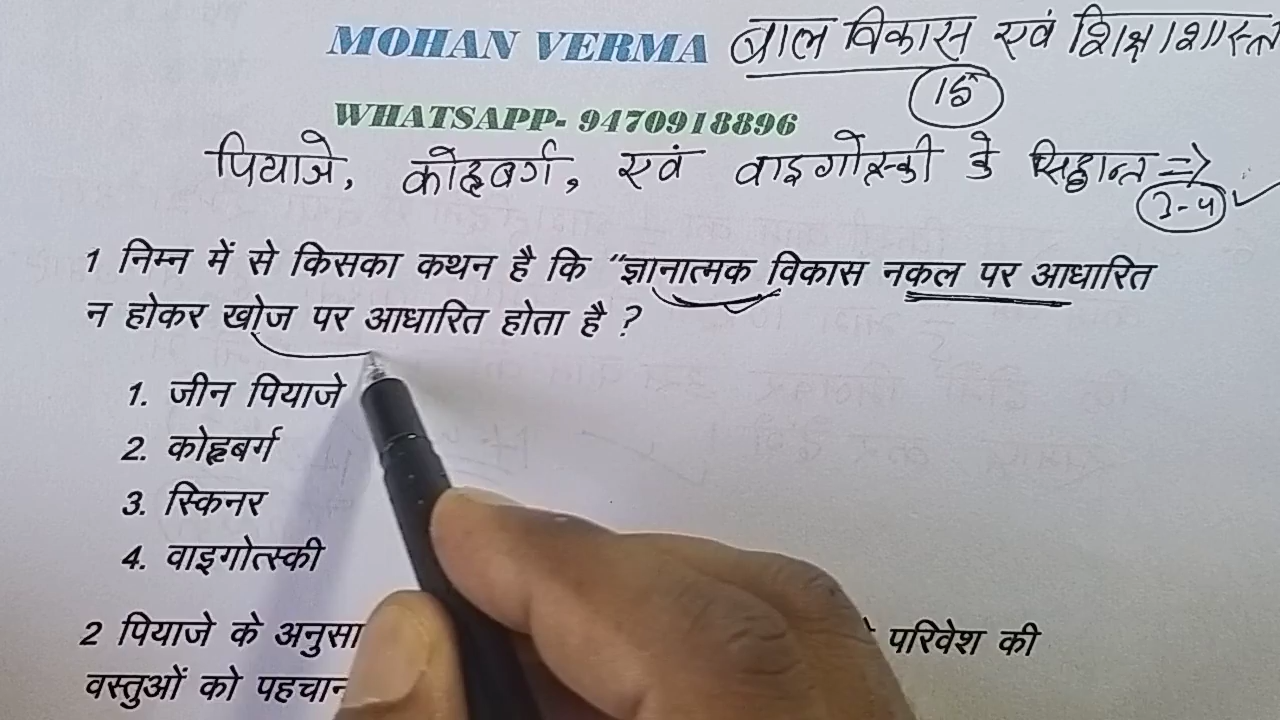 MOHAN VERMA बाल विकास एवं शिक्षाशास्त्
15
WHATSAPP- 9470918896
पियाजे, कोह्लबर्ग, एवं वाइगोत्स्की के सिद्धान्त =>
3-4
1 निम्न में से किसका कथन है कि "ज्ञानात्मक विकास नकल पर आधारित
न होकर खोज पर आधारित होता है ?
1. जीन पियाजे
2. कोह्लबर्ग
3. स्किनर
4. वाइगोत्स्की
2 पियाजे के अनुसा परिवेश की
वस्तुओं को पहचान